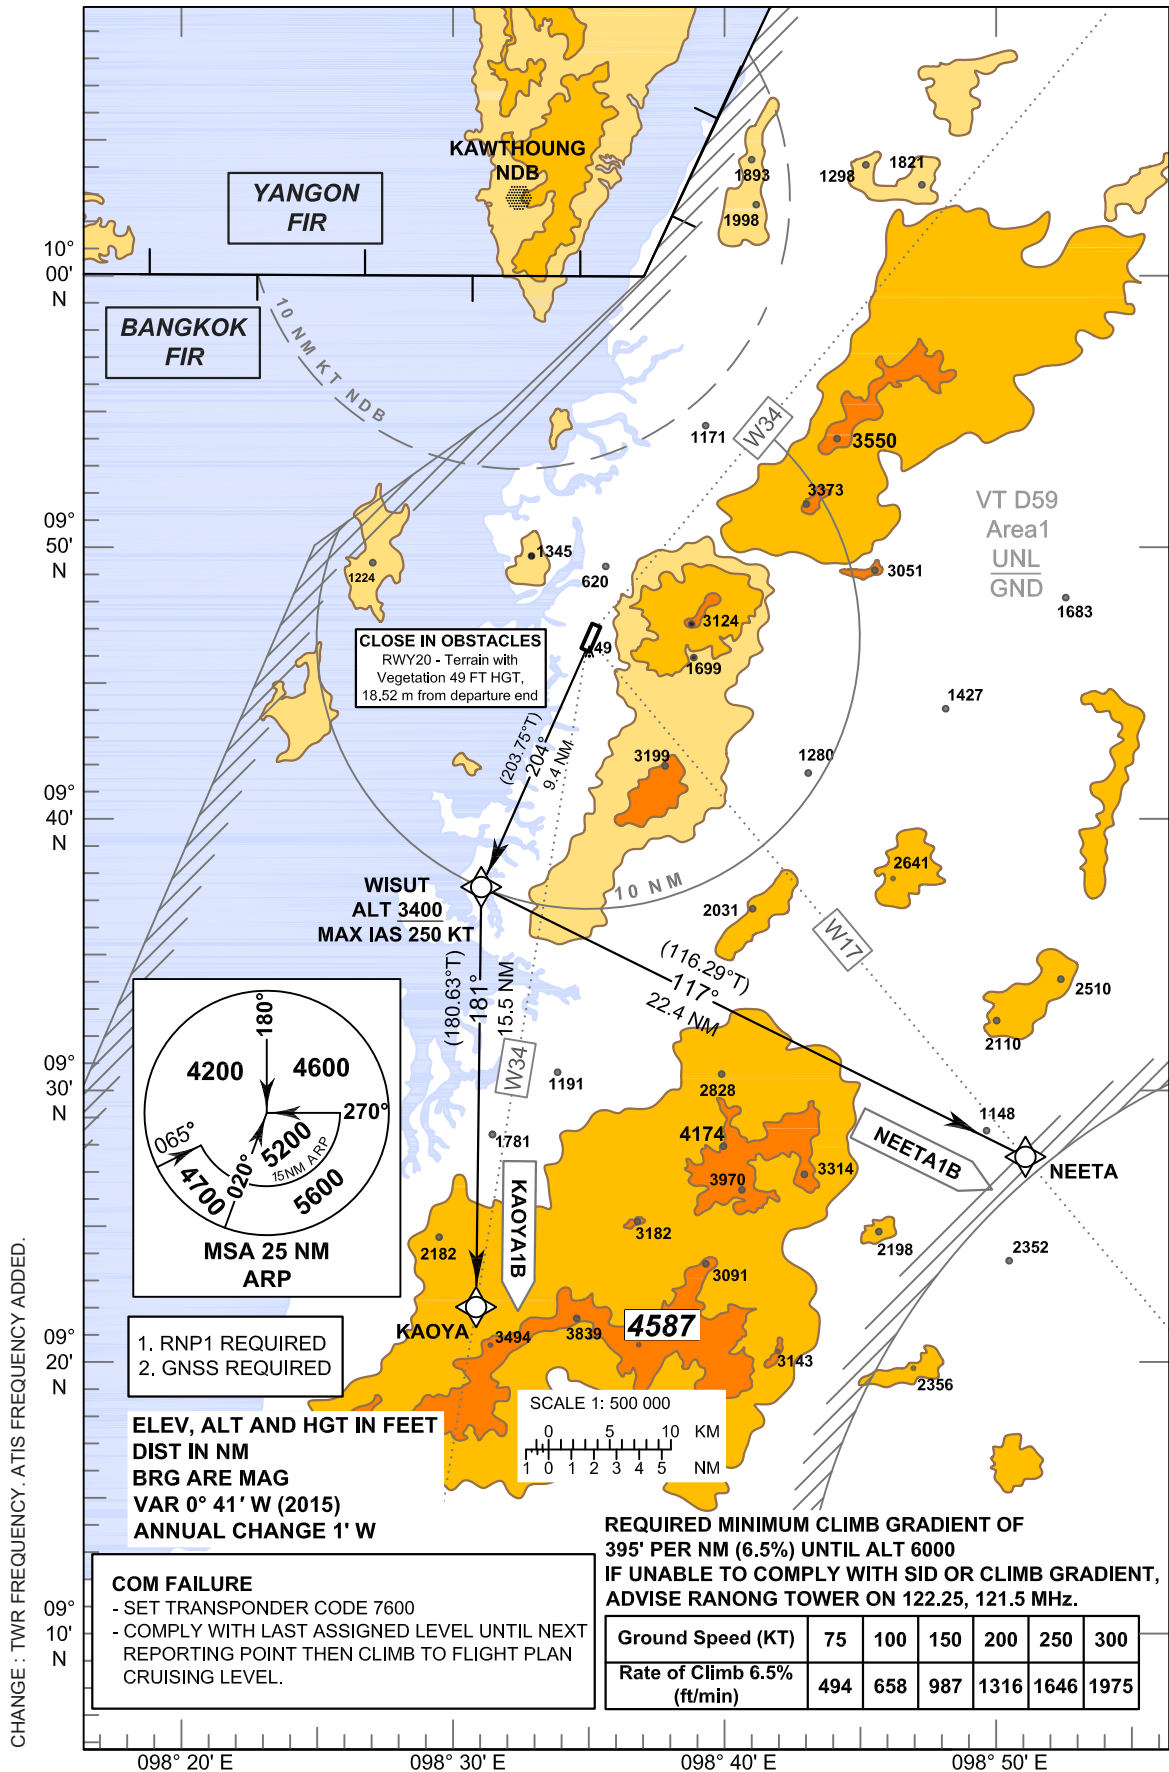 KAWTHOUNG
NDB
YANGON
FIR
BANGKOK
FIR
10°
00'
N
10 NM KT NDB
1893
1998
1298
1821
1171
W34
3550
3373
3051
VT D59
Area1
UNL
GND
1683
09°
50'
N
1224
1345
620
3124
1699
49
CLOSE IN OBSTACLES
RWY20 - Terrain with
Vegetation 49 FT HGT,
18.52 m from departure end
1427
1280
3199
(203.75°T)
204°
9.4 NM
09°
40'
N
WISUT
ALT 3400
MAX IAS 250 KT
10 NM
2641
2031
W17
(116.29°T)
117°
22.4 NM
(180.63°T)
181°
15.5 NM
W34
2510
2110
180°
4200
4600
270°
065°
020°
5200
15NM ARP
4700
5600
MSA 25 NM
ARP
09°
30'
N
1191
1781
2828
4174
3970
3314
1148
NEETA1B
NEETA
KAOYA1B
3182
2182
2198
2352
3091
KAOYA
3494
3839
4587
3143
2356
09°
20'
N
1. RNP1 REQUIRED
2. GNSS REQUIRED
SCALE 1: 500 000
0 5 10 KM
1 0 1 2 3 4 5 NM
ELEV, ALT AND HGT IN FEET
DIST IN NM
BRG ARE MAG
VAR 0° 41' W (2015)
ANNUAL CHANGE 1' W
REQUIRED MINIMUM CLIMB GRADIENT OF
395' PER NM (6.5%) UNTIL ALT 6000
IF UNABLE TO COMPLY WITH SID OR CLIMB GRADIENT,
ADVISE RANONG TOWER ON 122.25, 121.5 MHz.
COM FAILURE
- SET TRANSPONDER CODE 7600
- COMPLY WITH LAST ASSIGNED LEVEL UNTIL NEXT
REPORTING POINT THEN CLIMB TO FLIGHT PLAN
CRUISING LEVEL.
Ground Speed (KT) 75 100 150 200 250 300
Rate of Climb 6.5%
(ft/min) 494 658 987 1316 1646 1975
09°
10'
N
098° 20' E
098° 30' E
098° 40' E
098° 50' E
CHANGE : TWR FREQUENCY. ATIS FREQUENCY ADDED.